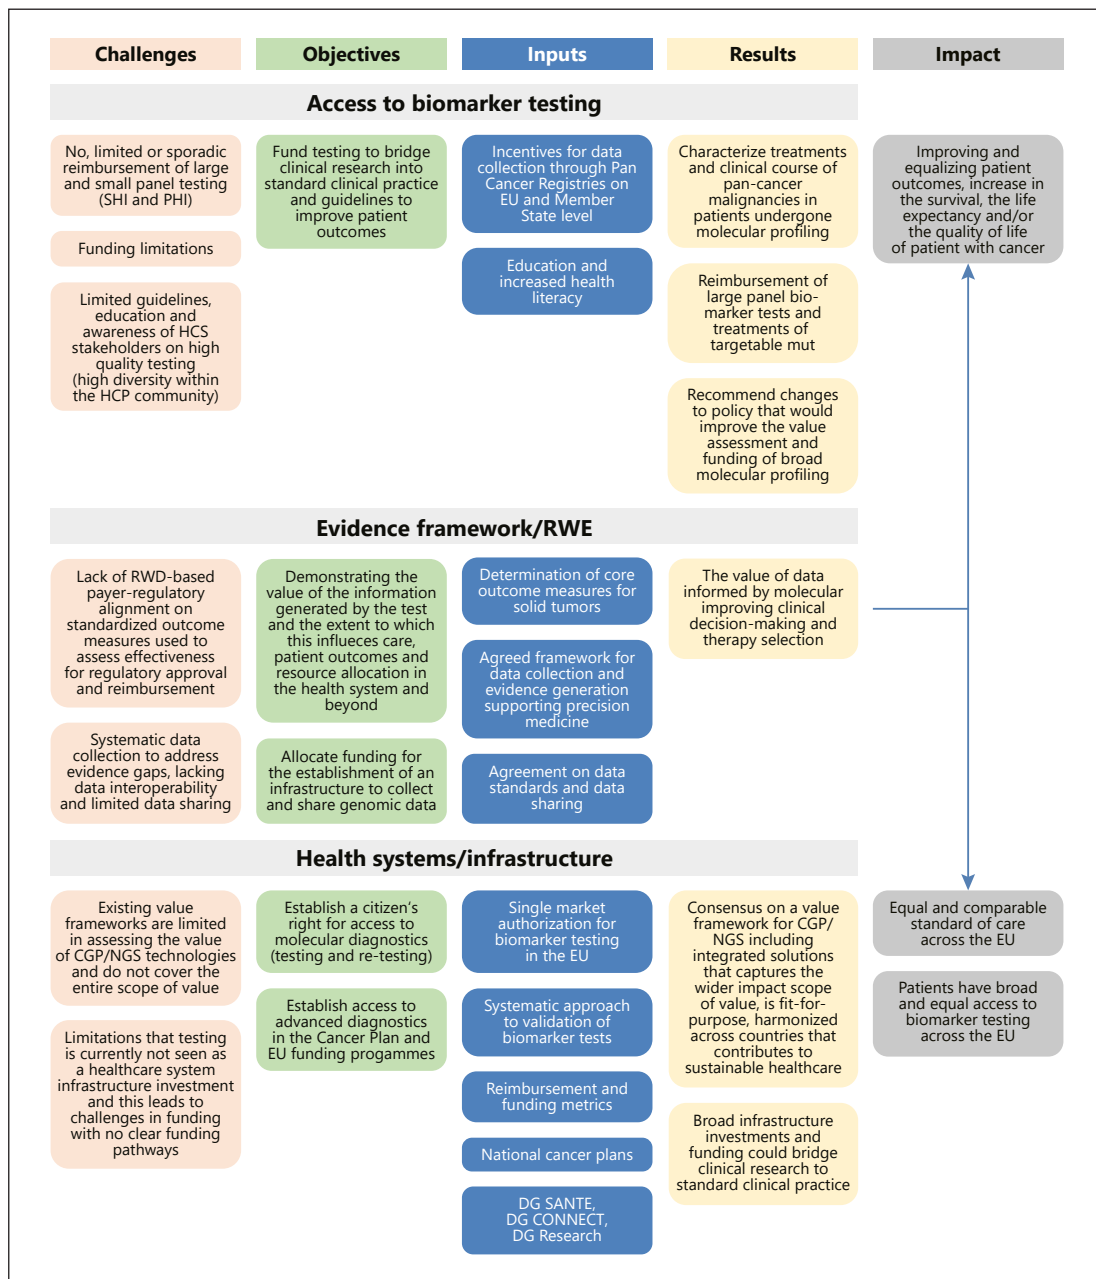 Challenges
Objectives
Inputs
Results
Impact
Access to biomarker testing
No, limited or sporadic
reimbursement of large
and small panel testing
(SHI and PHI)
Funding limitations
Limited guidelines,
education and
awareness of HCS
stakeholders on high
quality testing
(high diversity within
the HCP community)
Fund testing to bridge
clinical research into
standard clinical practice
and guidelines to
improve patient
outcomes
Incentives for data
collection through Pan
Cancer Registries on
EU and Member
State level
Education and
increased health
literacy
Characterize treatments
and clinical course of
pan-cancer
malignancies in
patients undergone
molecular profiling
Reimbursement of
large panel bio-
marker tests and
treatments of
targetable mut
Recommend changes
to policy that would
improve the value
assessment and
funding of broad
molecular profiling
Improving and
equalizing patient
outcomes, increase in
the survival, the life
expectancy and/or
the quality of life
of patient with cancer
Evidence framework/RWE
Lack of RWD-based
payer-regulatory
alignment on
standardized outcome
measures used to
assess effectiveness
for regulatory approval
and reimbursement
Systematic data
collection to address
evidence gaps, lacking
data interoperability
and limited data sharing
Demonstrating the
value of the information
generated by the test
and the extent to which
this influeces care,
patient outcomes and
resource allocation in
the health system and
beyond
Allocate funding for
the establishment of an
infrastructure to collect
and share genomic data
Determination of core
outcome measures for
solid tumors
Agreed framework for
data collection and
evidence generation
supporting precision
medicine
Agreement on data
standards and data
sharing
The value of data
informed by molecular
improving clinical
decision-making and
therapy selection
Health systems/infrastructure
Existing value
frameworks are limited
in assessing the value
of CGP/NGS technologies
and do not cover the
entire scope of value
Limitations that testing
is currently not seen as
a healthcare system
infrastructure investment
and this leads to
challenges in funding
with no clear funding
pathways
Establish a citizen's
right for access to
molecular diagnostics
(testing and re-testing)
Establish access to
advanced diagnostics
in the Cancer Plan and
EU funding progammes
Single market
authorization for
biomarker testing
in the EU
Systematic approach
to validation of
biomarker tests
Reimbursement and
funding metrics
National cancer plans
DG SANTE,
DG CONNECT,
DG Research
Consensus on a value
framework for CGP/
NGS including
integrated solutions
that captures the
wider impact scope
of value, is fit-for-
purpose, harmonized
across countries that
contributes to
sustainable healthcare
Broad infrastructure
investments and
funding could bridge
clinical research to
standard clinical practice
Equal and comparable
standard of care
across the EU
Patients have broad
and equal access to
biomarker testing
across the EU